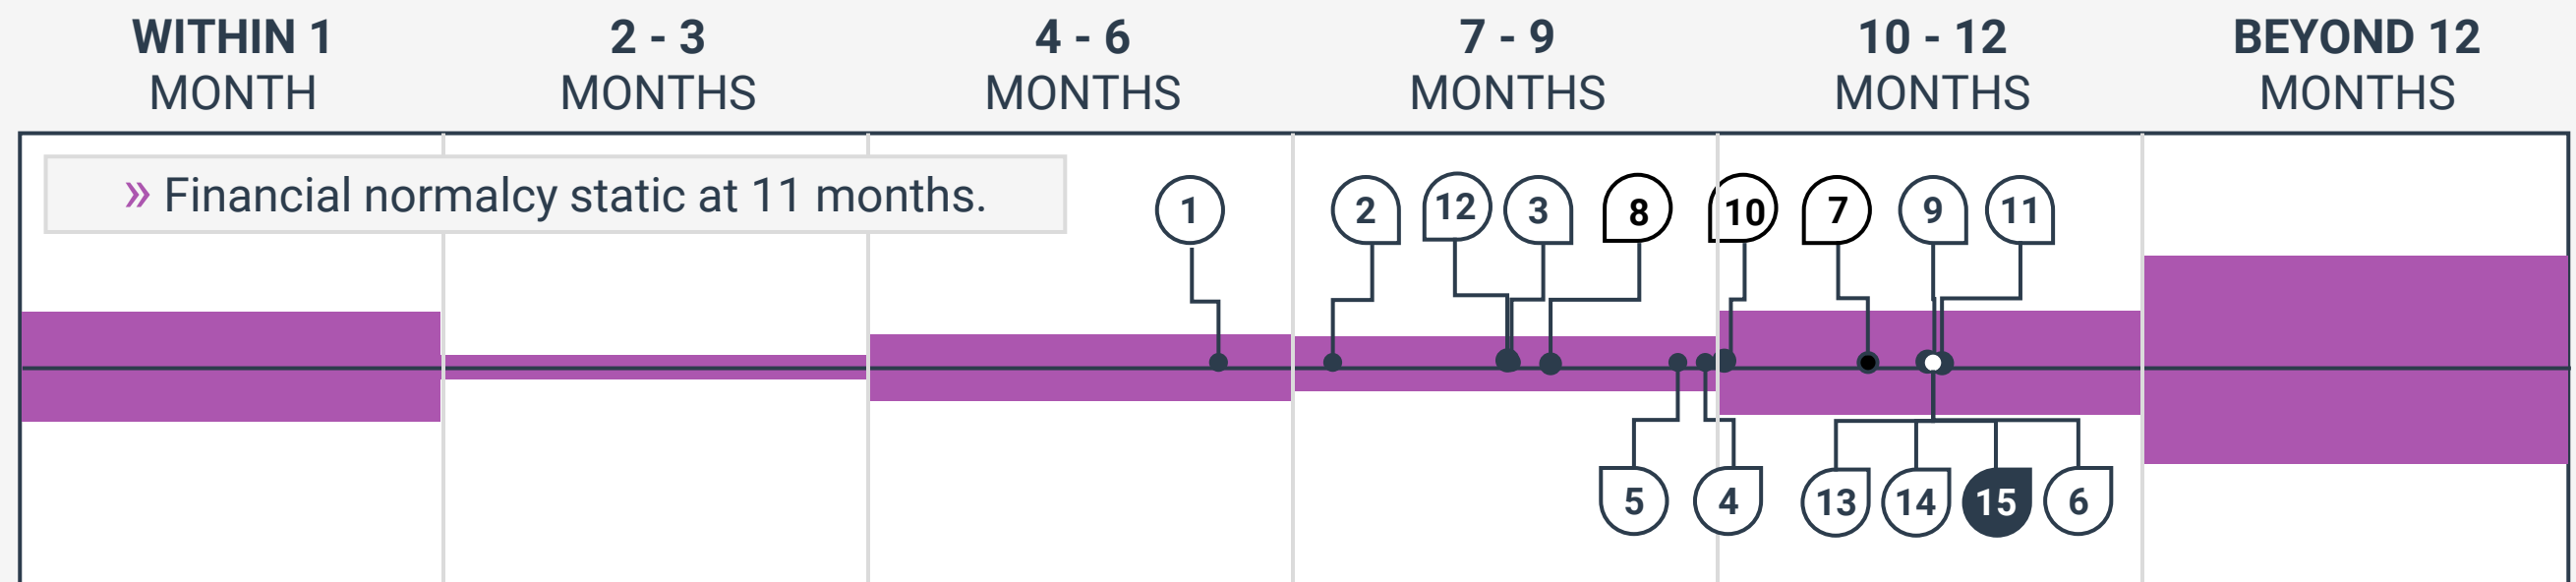 WITHIN 1
MONTH
2 - 3
MONTHS
4 - 6
MONTHS
7 - 9
MONTHS
10 - 12
MONTHS
BEYOND 12
MONTHS
» Financial normalcy static at 11 months.
1
2
12
3
8
10
7
9
11
5
4
13
14
15
6